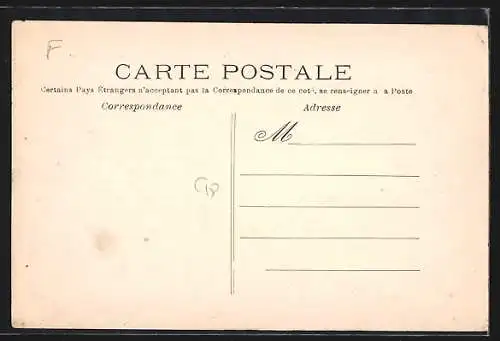 F
CARTE POSTALE
Certains Pays Étrangers n'acceptant pas la Correspondance de ce coté, se renseigner à la Poste
Correspondance
Adresse
M